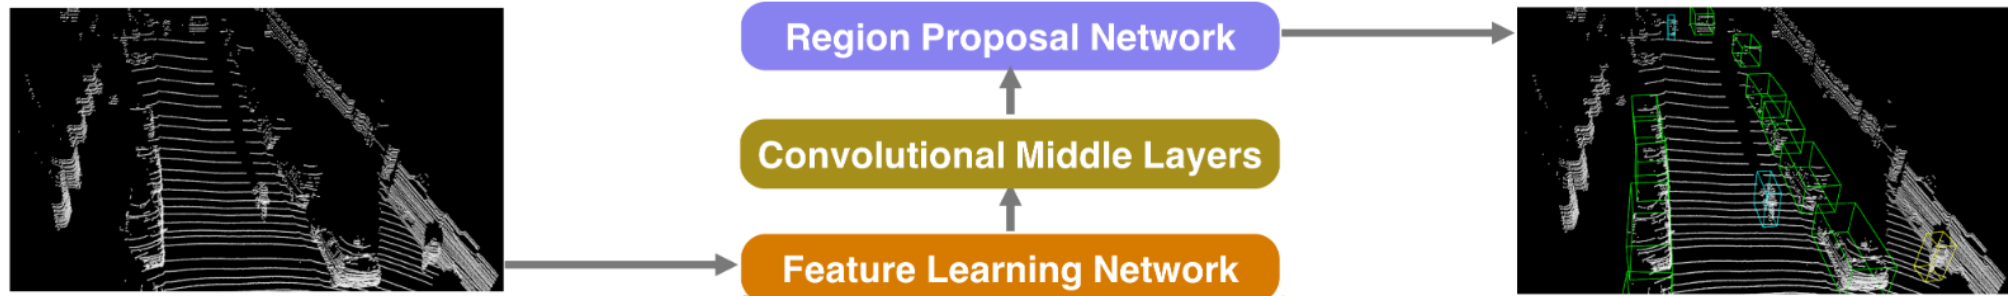 Region Proposal Network
Convolutional Middle Layers
Feature Learning Network